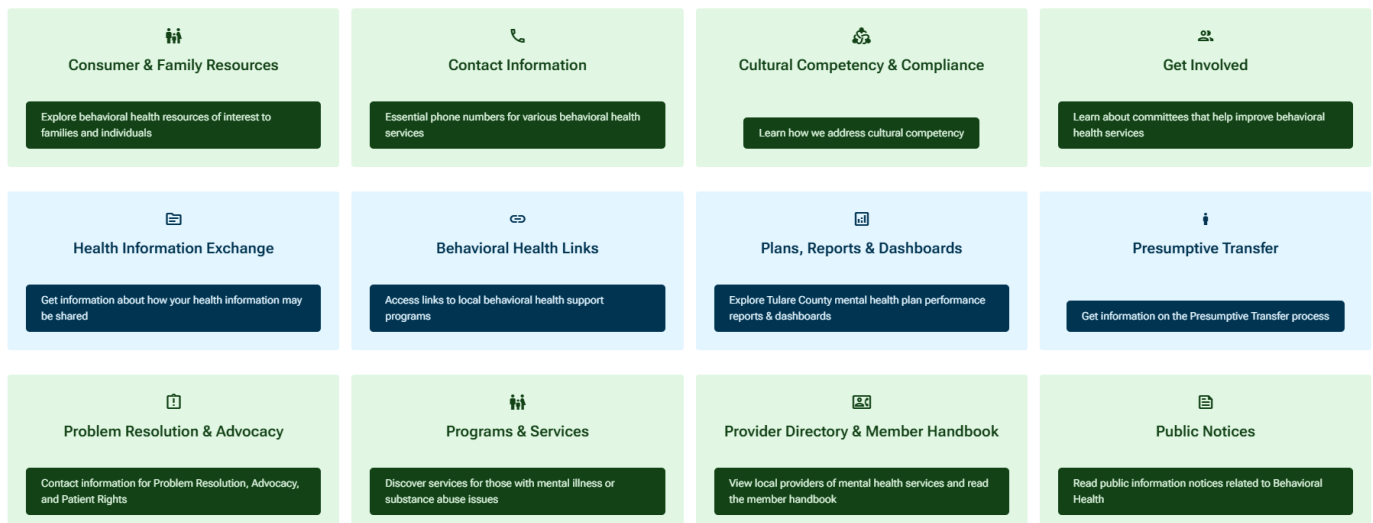 Consumer & Family Resources
Explore behavioral health resources of interest to
families and individuals
Contact Information
Essential phone numbers for various behavioral health
services
Cultural Competency & Compliance
Learn how we address cultural competency
Get Involved
Learn about committees that help improve behavioral
health services
Health Information Exchange
Get information about how your health information may
be shared
Behavioral Health Links
Access links to local behavioral health support
programs
Plans, Reports & Dashboards
Explore Tulare County mental health plan performance
reports & dashboards
Presumptive Transfer
Get information on the Presumptive Transfer process
Problem Resolution & Advocacy
Contact information for Problem Resolution, Advocacy,
and Patient Rights
Programs & Services
Discover services for those with mental illness or
substance abuse issues
Provider Directory & Member Handbook
View local providers of mental health services and read
the member handbook
Public Notices
Read public information notices related to Behavioral
Health